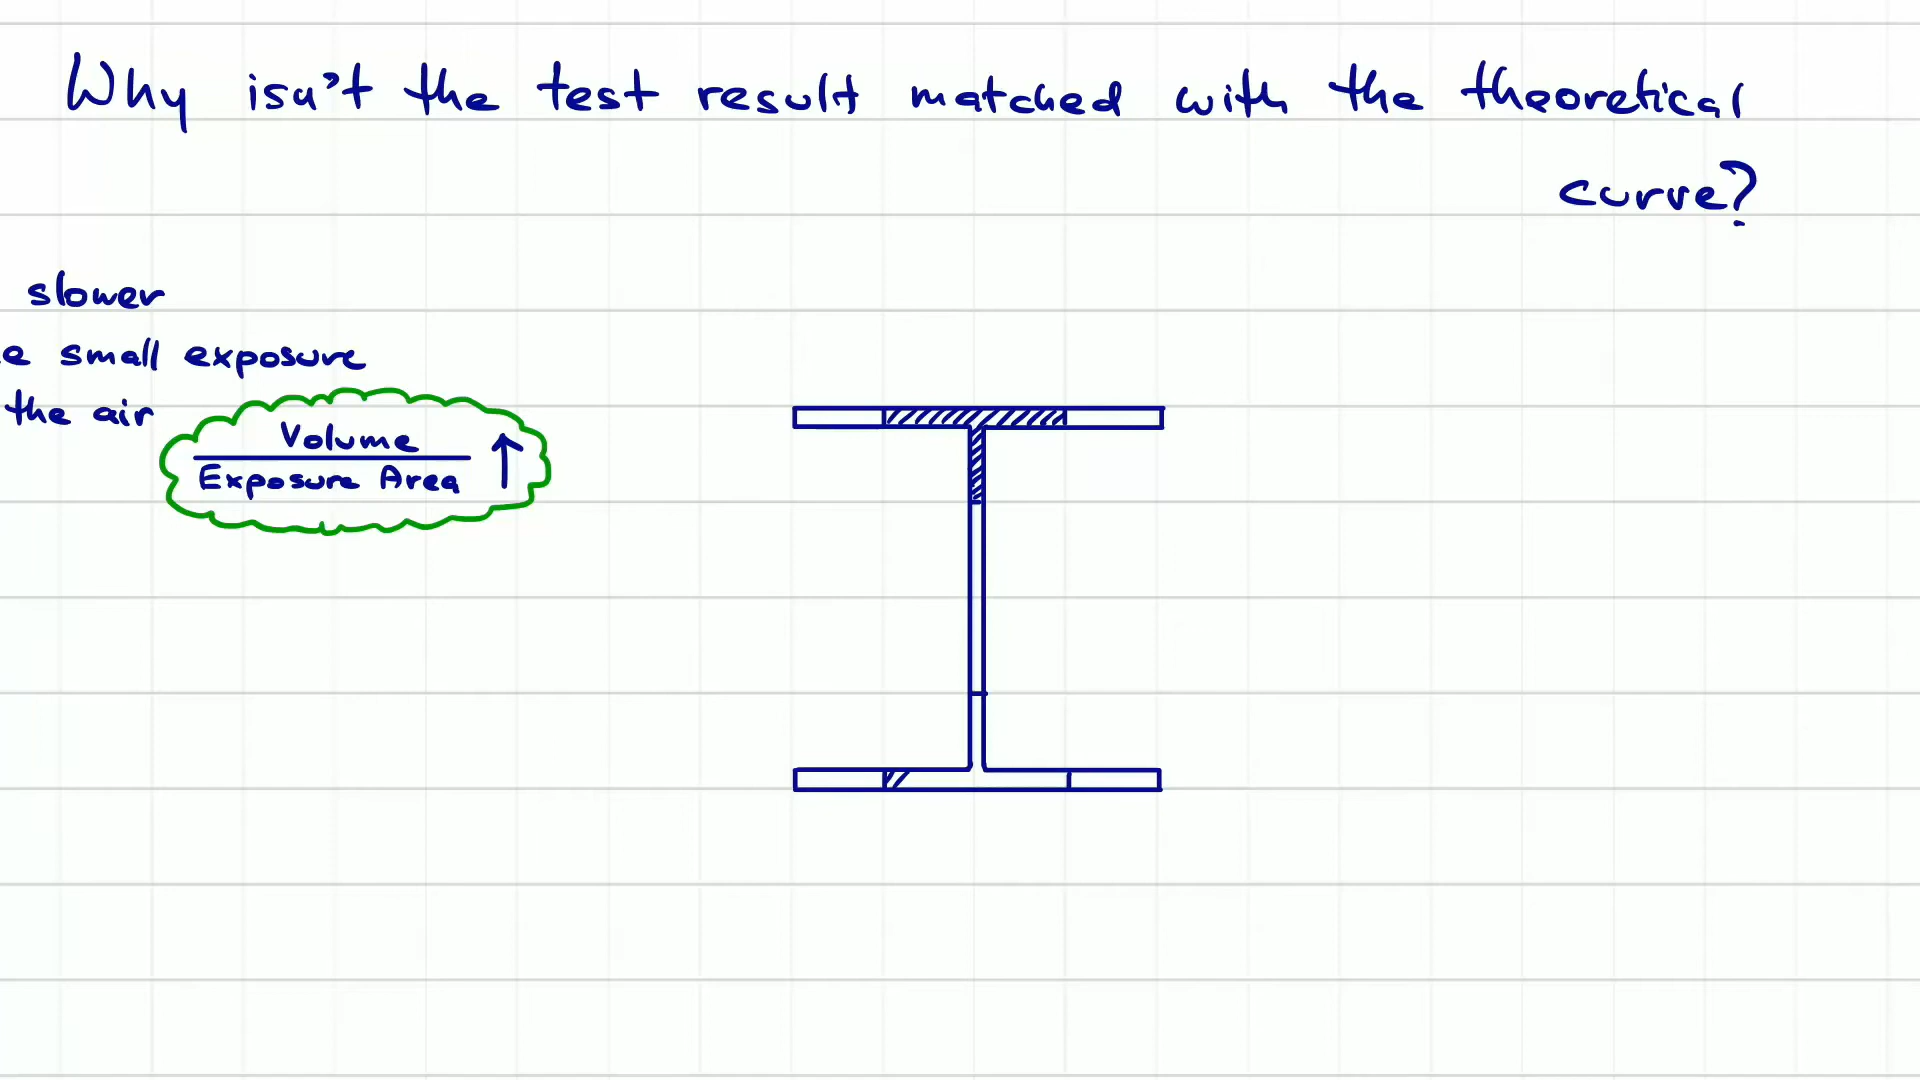 Why isn't the test result matched with the theoretical
curve?
slower
e small exposure
the air
Volume
Exposure Area ↑